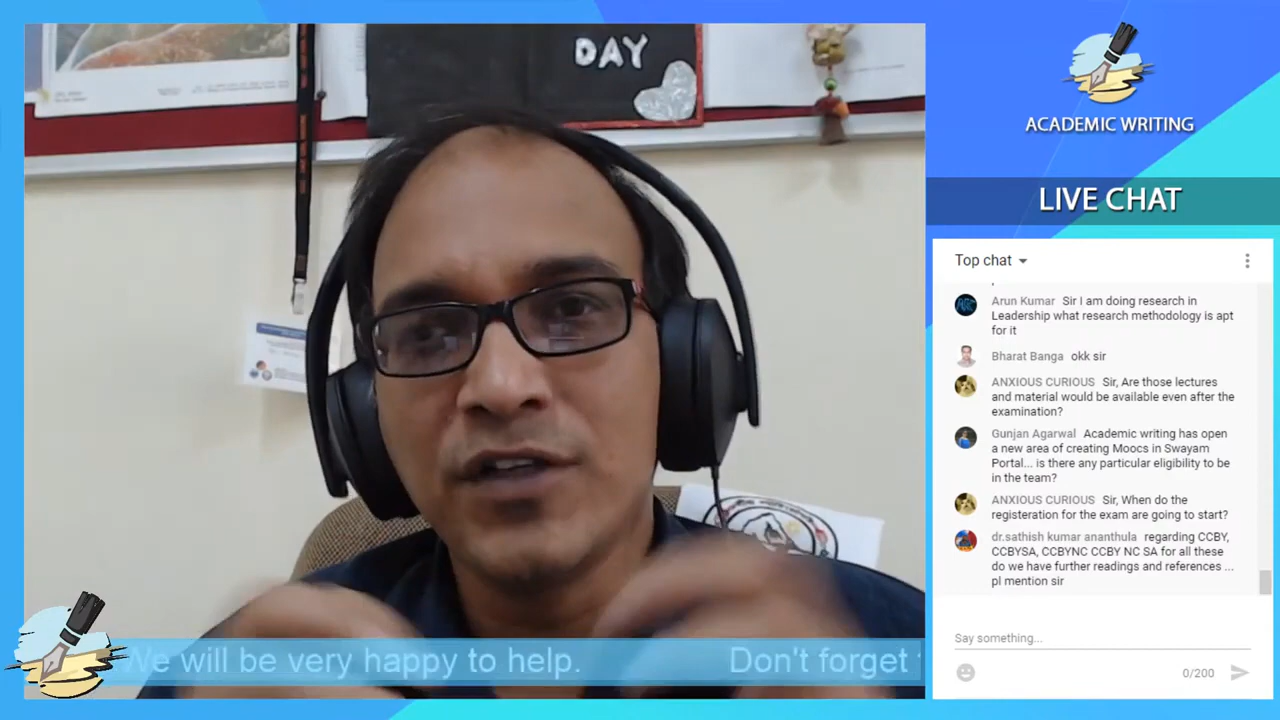 DAY
We will be very happy to help. Don't forget
ACADEMIC WRITING
LIVE CHAT
Top chat
Arun Kumar Sir I am doing research in
Leadership what research methodology is apt
for it
Bharat Banga okk sir
ANXIOUS CURIOUS Sir, Are those lectures
and material would be available even after the
examination?
Gunjan Agarwal Academic writing has open
a new area of creating Moocs in Swayam
Portal... is there any particular eligibility to be
in the team?
ANXIOUS CURIOUS Sir, When do the
registeration for the exam are going to start?
dr.sathish kumar ananthula regarding CCBY,
CCBYSA, CCBYNC CCBY NC SA for all these
do we have further readings and references ...
pl mention sir
Say something...
0/200